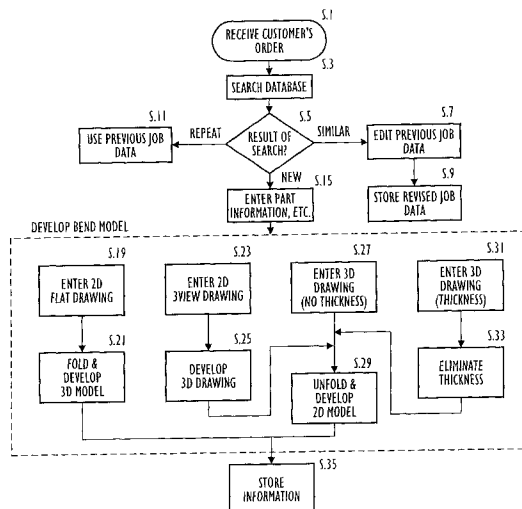 S.1
RECEIVE CUSTOMER'S
ORDER
S.3
SEARCH DATABASE
S.5
RESULT OF
SEARCH?
REPEAT
SIMILAR
NEW
S.11
USE PREVIOUS JOB
DATA
S.7
EDIT PREVIOUS JOB
DATA
S.9
STORE REVISED JOB
DATA
S.15
ENTER PART
INFORMATION, ETC.
DEVELOP BEND MODEL
S.19
ENTER 2D
FLAT DRAWING
S.23
ENTER 2D
3VIEW DRAWING
S.27
ENTER 3D
DRAWING
(NO THICKNESS)
S.31
ENTER 3D
DRAWING
(THICKNESS)
S.21
FOLD &
DEVELOP
3D MODEL
S.25
DEVELOP
3D DRAWING
S.29
UNFOLD &
DEVELOP
2D MODEL
S.33
ELIMINATE
THICKNESS
S.35
STORE
INFORMATION